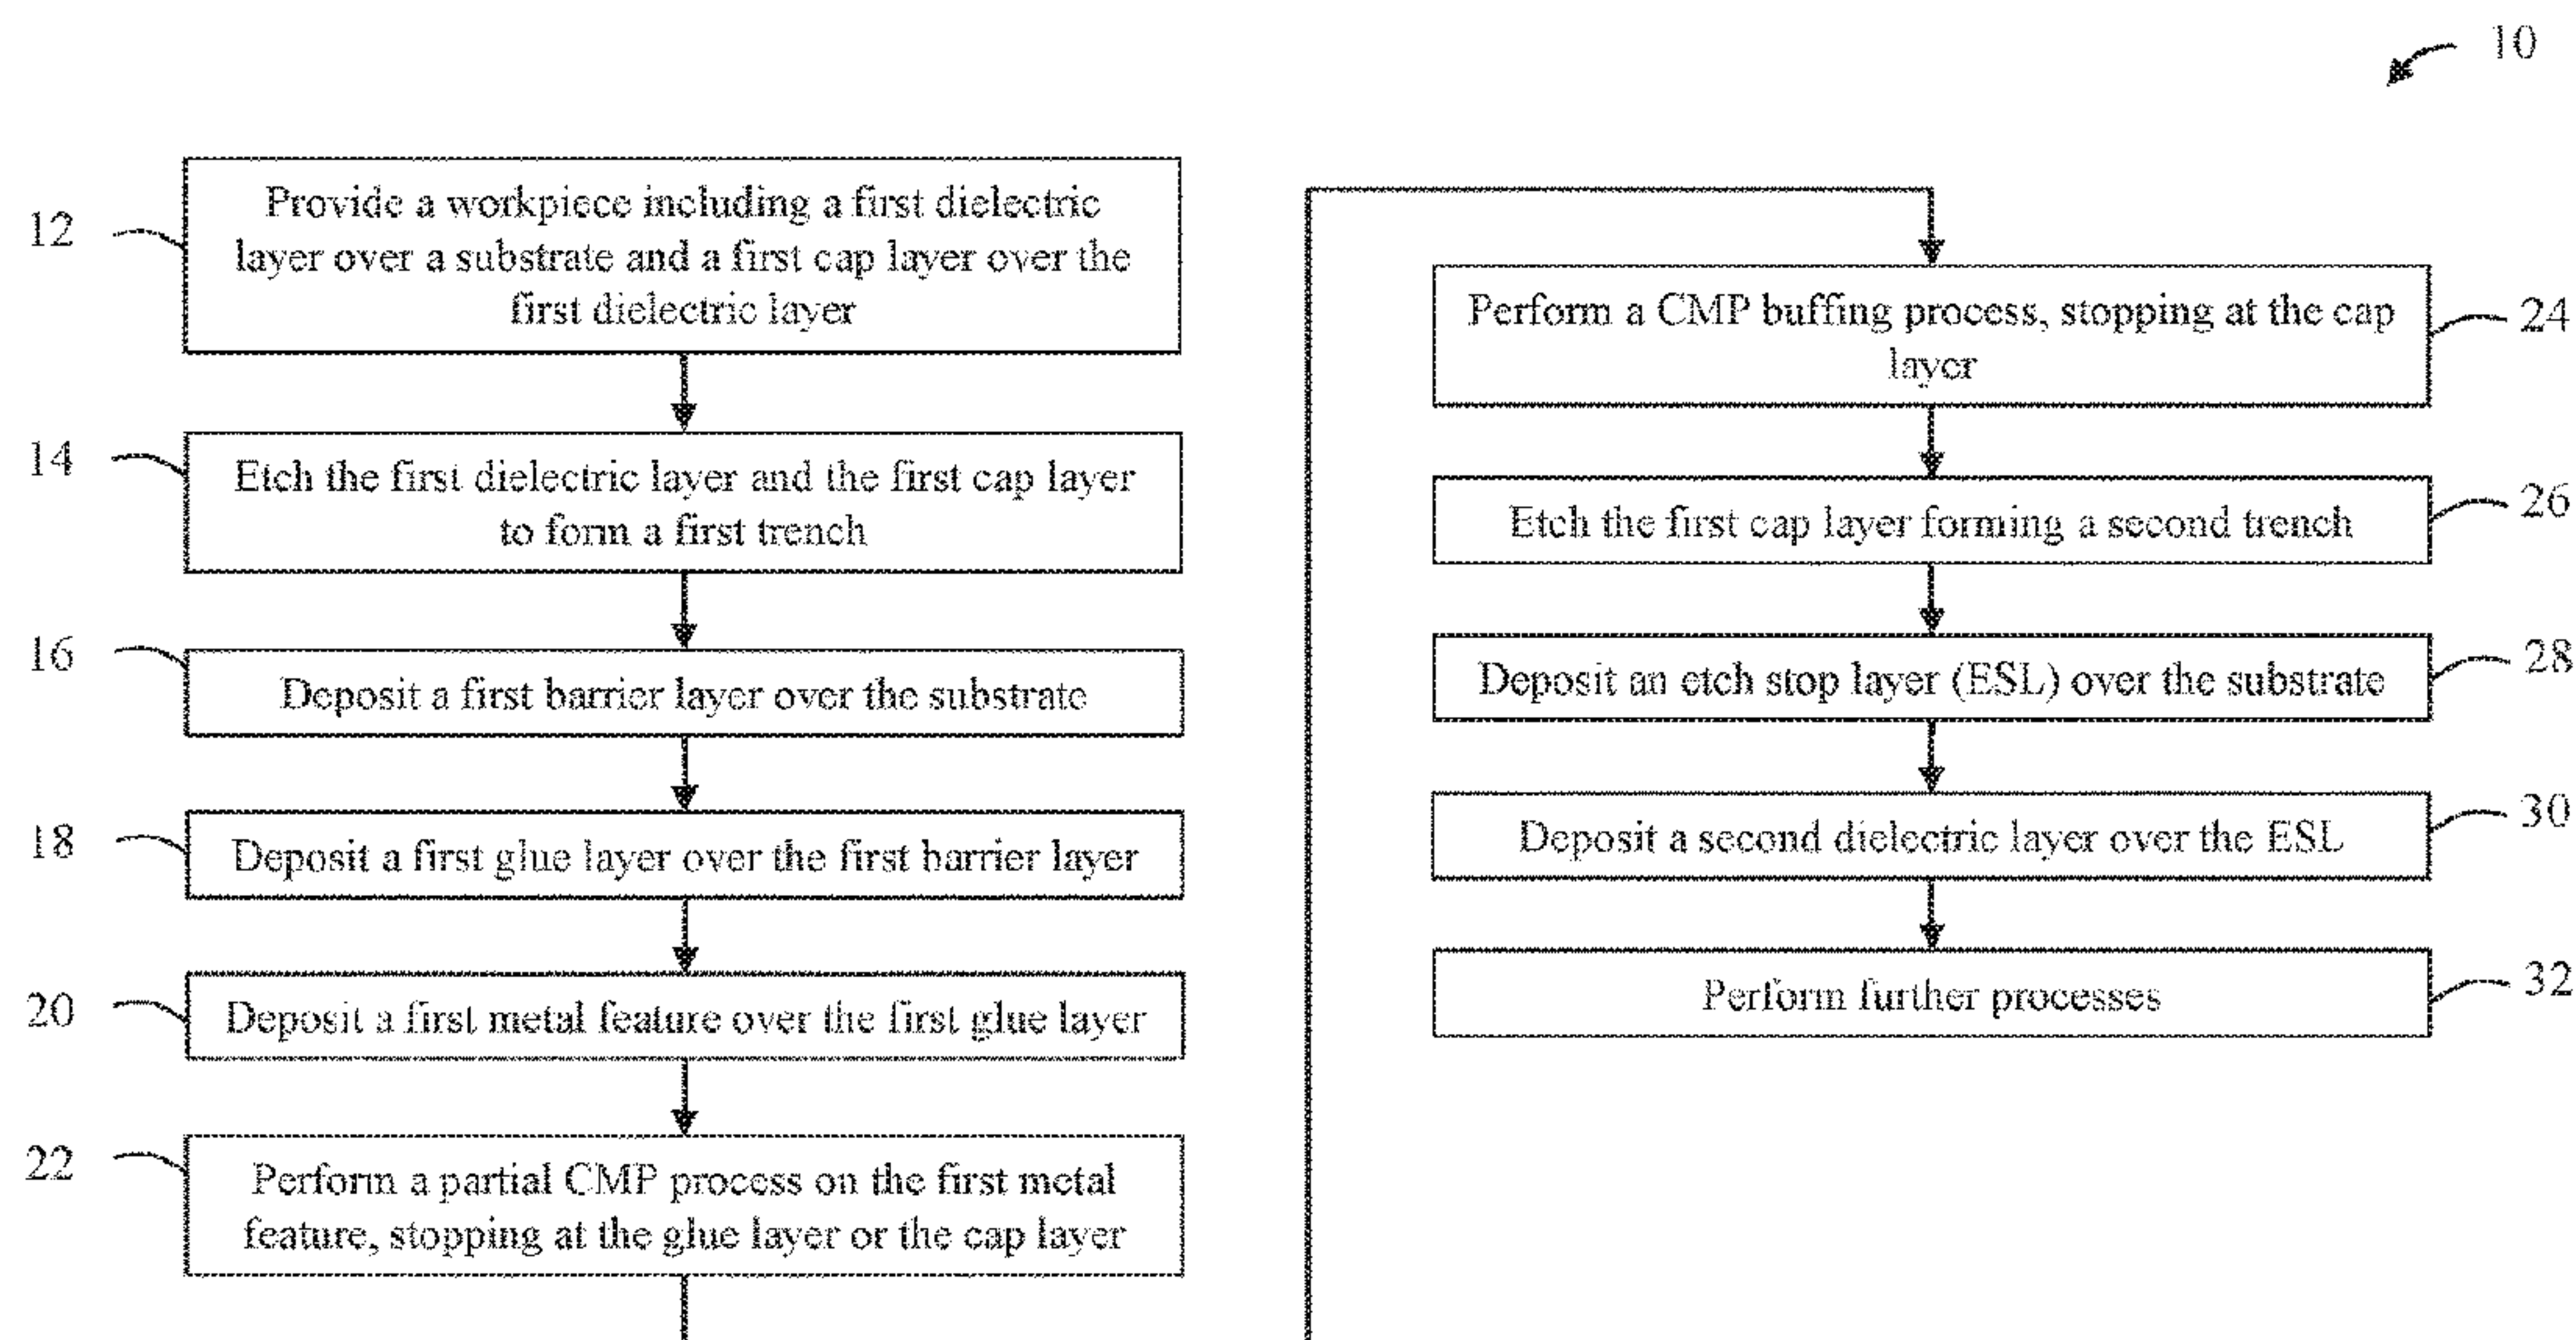 10
12
Provide a workpiece including a first dielectric
layer over a substrate and a first cap layer over the
first dielectric layer
14
Etch the first dielectric layer and the first cap layer
to form a first trench
16
Deposit a first barrier layer over the substrate
18
Deposit a first glue layer over the first barrier layer
20
Deposit a first metal feature over the first glue layer
22
Perform a partial CMP process on the first metal
feature, stopping at the glue layer or the cap layer
Perform a CMP buffing process, stopping at the cap
layer
24
Etch the first cap layer forming a second trench
26
Deposit an etch stop layer (ESL) over the substrate
28
Deposit a second dielectric layer over the ESL
30
Perform further processes
32